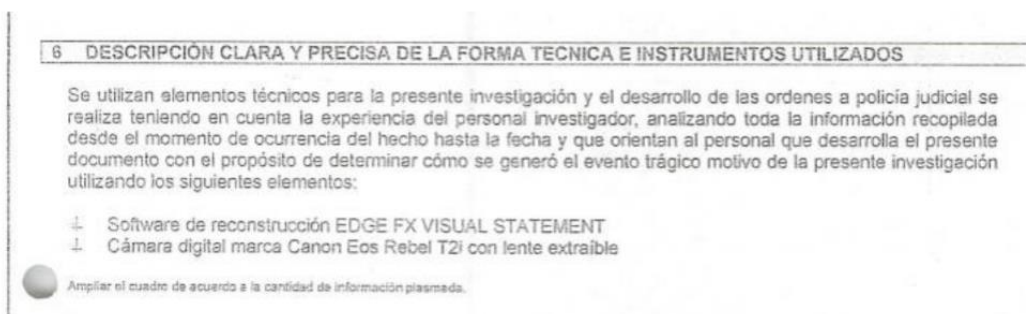 6 DESCRIPCIÓN CLARA Y PRECISA DE LA FORMA TECNICA E INSTRUMENTOS UTILIZADOS
Se utilizan elementos técnicos para la presente investigación y el desarrollo de las ordenes a policía judicial se
realiza teniendo en cuenta la experiencia del personal investigador, analizando toda la información recopilada
desde el momento de ocurrencia del hecho hasta la fecha y que orientan al personal que desarrolla el presente
documento con el propósito de determinar cómo se generó el evento trágico motivo de la presente investigación
utilizando los siguientes elementos:
Software de reconstrucción EDGE FX VISUAL STATEMENT
Cámara digital marca Canon Eos Rebel T2i con lente extraíble
Ampliar el cuadro de acuerdo a la cantidad de información plasmada.